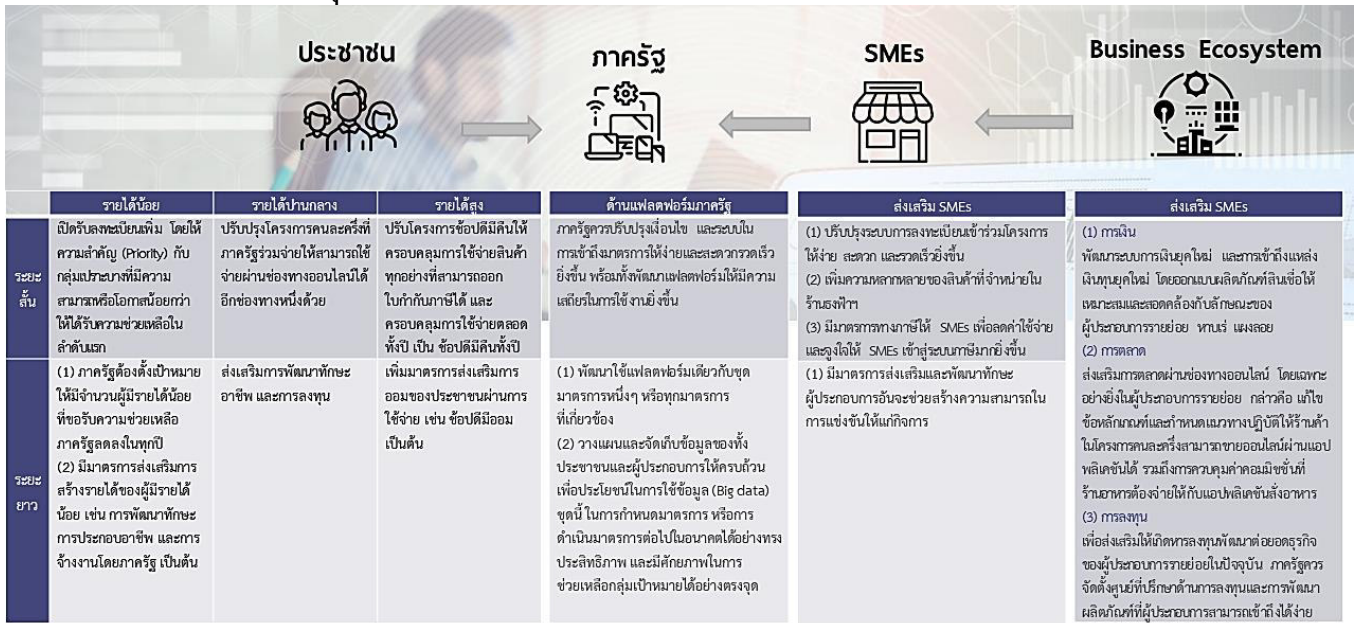 ประชาชน
ภาครัฐ
SMEs
Business Ecosystem
รายได้น้อย
รายได้ปานกลาง
รายได้สูง
ด้านแพลตฟอร์มภาครัฐ
ส่งเสริม SMEs
ส่งเสริม SMEs
ระยะ
สั้น
เปิดรับลงทะเบียนเพิ่ม โดยให้
ความสำคัญ (Priority) กับ
กลุ่มเปราะบางที่มีความ
สามารถหรือโอกาสน้อยกว่า
ให้ได้รับความช่วยเหลือใน
ลำดับแรก
ปรับปรุงโครงการคนละครึ่งที่
ภาครัฐร่วมจ่ายให้สามารถใช้
จ่ายผ่านช่องทางออนไลน์ได้
อีกช่องทางหนึ่งด้วย
ปรับโครงการช้อปดีมีคืนให้
ครอบคลุมการใช้จ่ายสินค้า
ทุกอย่างที่สามารถออก
ใบกำกับภาษีได้ และ
ครอบคลุมการใช้จ่ายตลอด
ทั้งปี เป็น ช้อปดีมีคืนทั้งปี
ภาครัฐควรปรับปรุงเงื่อนไข และระบบใน
การเข้าถึงมาตรการให้ง่ายและสะดวกรวดเร็ว
ยิ่งขึ้น พร้อมทั้งพัฒนาแพลตฟอร์มให้มีความ
เสถียรในการใช้งานยิ่งขึ้น
(1) ปรับปรุงระบบการลงทะเบียนเข้าร่วมโครงการ
ให้ง่าย สะดวก และรวดเร็วยิ่งขึ้น
(2) เพิ่มความหลากหลายของสินค้าที่จำหน่ายใน
ร้านธงฟ้าฯ
(3) มีมาตรการทางภาษีให้ SMEs เพื่อลดค่าใช้จ่าย
และจูงใจให้ SMEs เข้าสู่ระบบภาษีมากยิ่งขึ้น
ระยะ
ยาว
(1) ภาครัฐต้องตั้งเป้าหมาย
ให้มีจำนวนผู้มีรายได้น้อย
ที่ขอรับความช่วยเหลือ
ภาครัฐลดลงในทุกปี
(2) มีมาตรการส่งเสริมการ
สร้างรายได้ของผู้มีรายได้
น้อย เช่น การพัฒนาทักษะ
การประกอบอาชีพ และการ
จ้างงานโดยภาครัฐ เป็นต้น
ส่งเสริมการพัฒนาทักษะ
อาชีพ และการลงทุน
เพิ่มมาตรการส่งเสริมการ
ออมของประชาชนผ่านการ
ใช้จ่าย เช่น ช้อปดีมีออม
เป็นต้น
(1) พัฒนาใช้แพลตฟอร์มเดียวกับชุด
มาตรการหนึ่งๆ หรือทุกมาตรการ
ที่เกี่ยวข้อง
(2) วางแผนและจัดเก็บข้อมูลของทั้ง
ประชาชนและผู้ประกอบการให้ครบถ้วน
เพื่อประโยชน์ในการใช้ข้อมูล (Big data)
ชุดนี้ ในการกำหนดมาตรการ หรือการ
ดำเนินมาตรการต่อไปในอนาคตได้อย่างทรง
ประสิทธิภาพ และมีศักยภาพในการ
ช่วยเหลือกลุ่มเป้าหมายได้อย่างตรงจุด
(1) มีมาตรการส่งเสริมและพัฒนาทักษะ
ผู้ประกอบการอันจะช่วยสร้างความสามารถใน
การแข่งขันให้แก่กิจการ
(1) การเงิน
พัฒนาระบบการเงินยุคใหม่ และการเข้าถึงแหล่ง
เงินทุนยุคใหม่ โดยออกแบบผลิตภัณฑ์สินเชื่อให้
เหมาะสมและสอดคล้องกับลักษณะของ
ผู้ประกอบการรายย่อย หาบเร่ แผงลอย
(2) การตลาด
ส่งเสริมการตลาดผ่านช่องทางออนไลน์ โดยเฉพาะ
อย่างยิ่งในผู้ประกอบการรายย่อย กล่าวคือ แก้ไข
ข้อหลักเกณฑ์และกำหนดแนวทางปฏิบัติให้ร้านค้า
ในโครงการคนละครึ่งสามารถขายออนไลน์ผ่านแอป
พลิเคชันได้ รวมถึงการควบคุมค่าคอมมิชชั่นที่
ร้านอาหารต้องจ่ายให้กับแอปพลิเคชันสั่งอาหาร
(3) การลงทุน
เพื่อส่งเสริมให้เกิดการลงทุนพัฒนาต่อยอดธุรกิจ
ของผู้ประกอบการรายย่อยในปัจจุบัน ภาครัฐควร
จัดตั้งศูนย์ที่ปรึกษาด้านการลงทุนและการพัฒนา
ผลิตภัณฑ์ที่ผู้ประกอบการสามารถเข้าถึงได้ง่าย